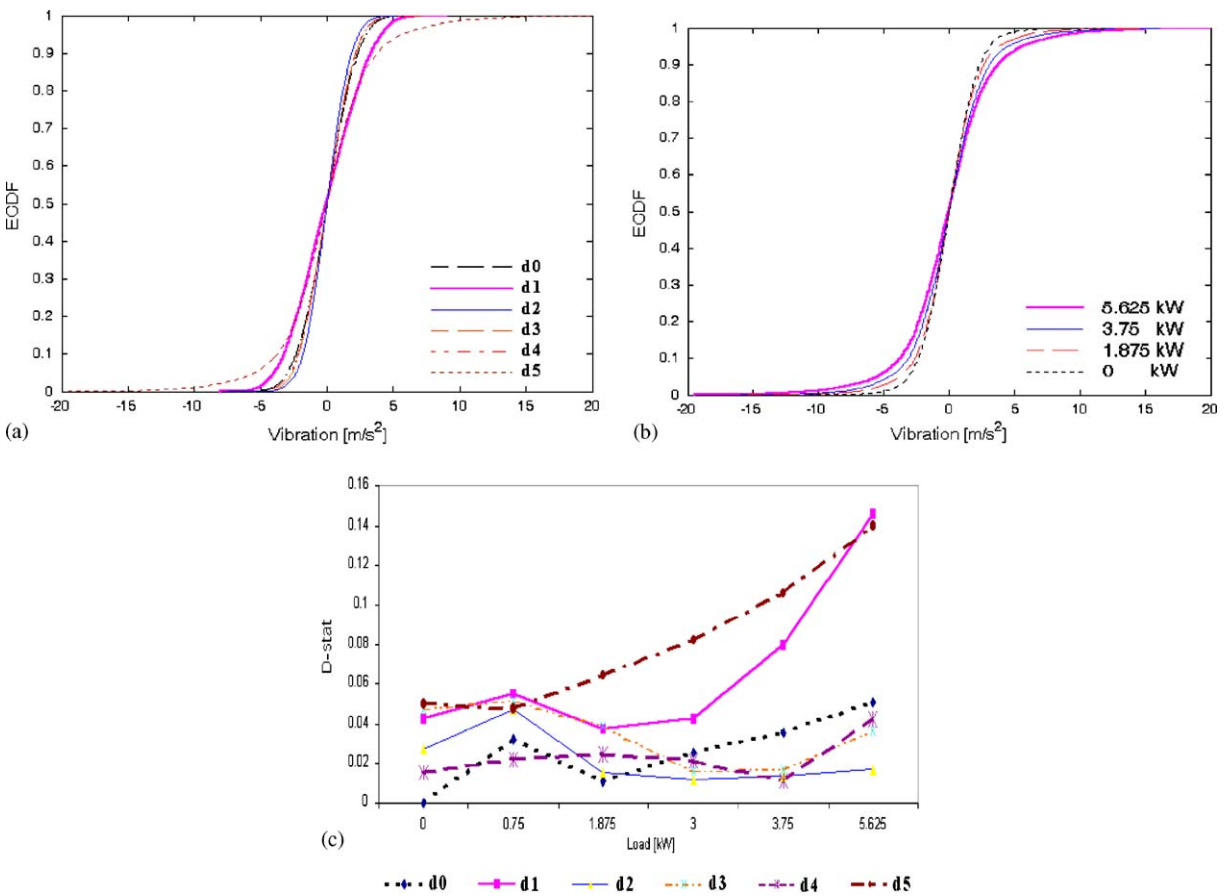 1
0.9
0.8
0.7
0.6
0.5
0.4
0.3
0.2
0.1
0
ECDF
d0
d1
d2
d3
d4
d5
-20 -15 -10 -5 0 5 10 15 20
Vibration [m/s²]
(a)
1
0.9
0.8
0.7
0.6
0.5
0.4
0.3
0.2
0.1
0
ECDF
5.625 kW
3.75 kW
1.875 kW
0 kW
-20 -15 -10 -5 0 5 10 15 20
Vibration [m/s²]
(b)
0.16
0.14
0.12
0.1
0.08
0.06
0.04
0.02
0
D-stat
0 0.75 1.875 3 3.75 5.625
Load [kW]
(c)
d0 d1 d2 d3 d4 d5